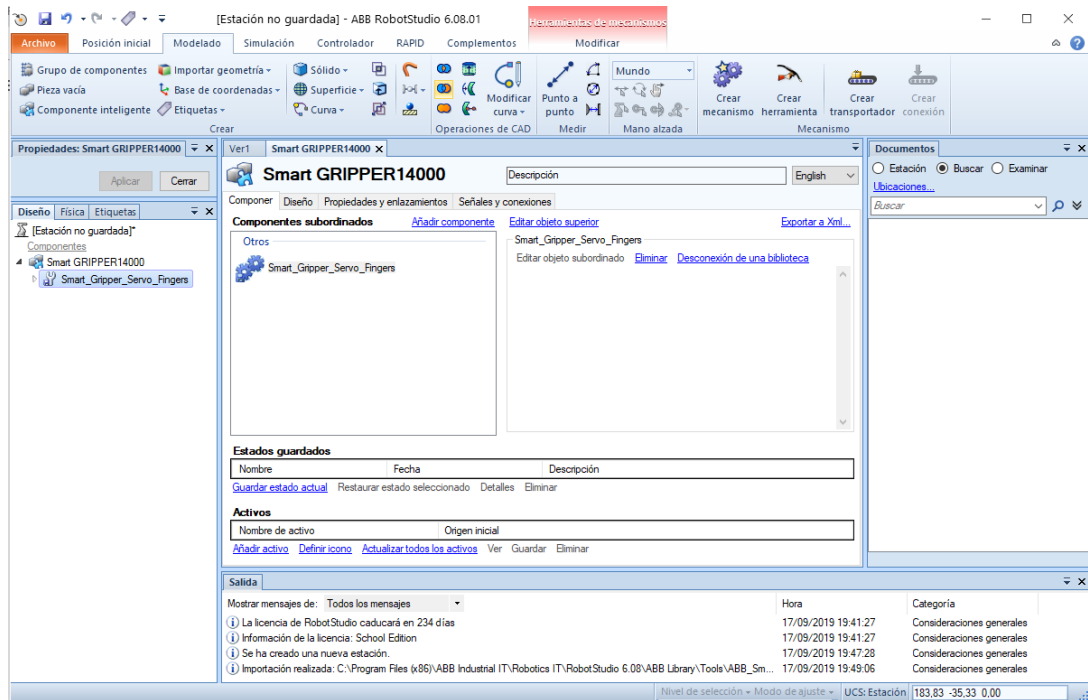 [Estación no guardada] - ABB RobotStudio 6.08.01
Herramientas de mecanismos
Archivo Posición inicial Modelado Simulación Controlador RAPID Complementos Modificar
Grupo de componentes Importar geometría Sólido
Pieza vacía Base de coordenadas Superficie
Componente inteligente Etiquetas Curva
Modificar curva
Punto a punto
Mundo
Crear mecanismo
Crear herramienta
Crear transportador
Crear conexión
Crear Operaciones de CAD Medir Mano alzada Mecanismo
Propiedades: Smart GRIPPER14000
Aplicar Cerrar
Diseño Física Etiquetas
[Estación no guardada]*
Componentes
Smart GRIPPER14000
Smart_Gripper_Servo_Fingers
Ver1 Smart GRIPPER14000
Smart GRIPPER14000 Descripción English
Componer Diseño Propiedades y enlazamientos Señales y conexiones
Componentes subordinados Añadir componente Editar objeto superior Exportar a Xml...
Otros
Smart_Gripper_Servo_Fingers
Smart_Gripper_Servo_Fingers
Editar objeto subordinado Eliminar Desconexión de una biblioteca
Estados guardados
Nombre Fecha Descripción
Guardar estado actual Restaurar estado seleccionado Detalles Eliminar
Activos
Nombre de activo Origen inicial
Añadir activo Definir icono Actualizar todos los activos Ver Guardar Eliminar
Documentos
Estación Buscar Examinar
Ubicaciones...
Buscar
Salida
Mostrar mensajes de: Todos los mensajes Hora Categoría
La licencia de RobotStudio caducará en 234 días 17/09/2019 19:41:27 Consideraciones generales
Información de la licencia: School Edition 17/09/2019 19:41:27 Consideraciones generales
Se ha creado una nueva estación. 17/09/2019 19:47:28 Consideraciones generales
Importación realizada: C:\Program Files (x86)\ABB Industrial IT\Robotics IT\RobotStudio 6.08\ABB Library\Tools\ABB_Sm... 17/09/2019 19:49:06 Consideraciones generales
Nivel de selección Modo de ajuste UCS: Estación 183,83 -35,33 0,00